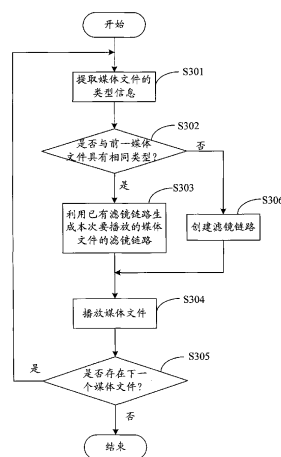 开始
S301
提取媒体文件的
类型信息
S302
是否与前一媒体
文件具有相同类型?
否
是
S303
利用已有滤镜链路生
成本次要播放的媒体
文件的滤镜链路
S306
创建滤镜链路
S304
播放媒体文件
S305
是
是否存在下一
个媒体文件?
否
结束